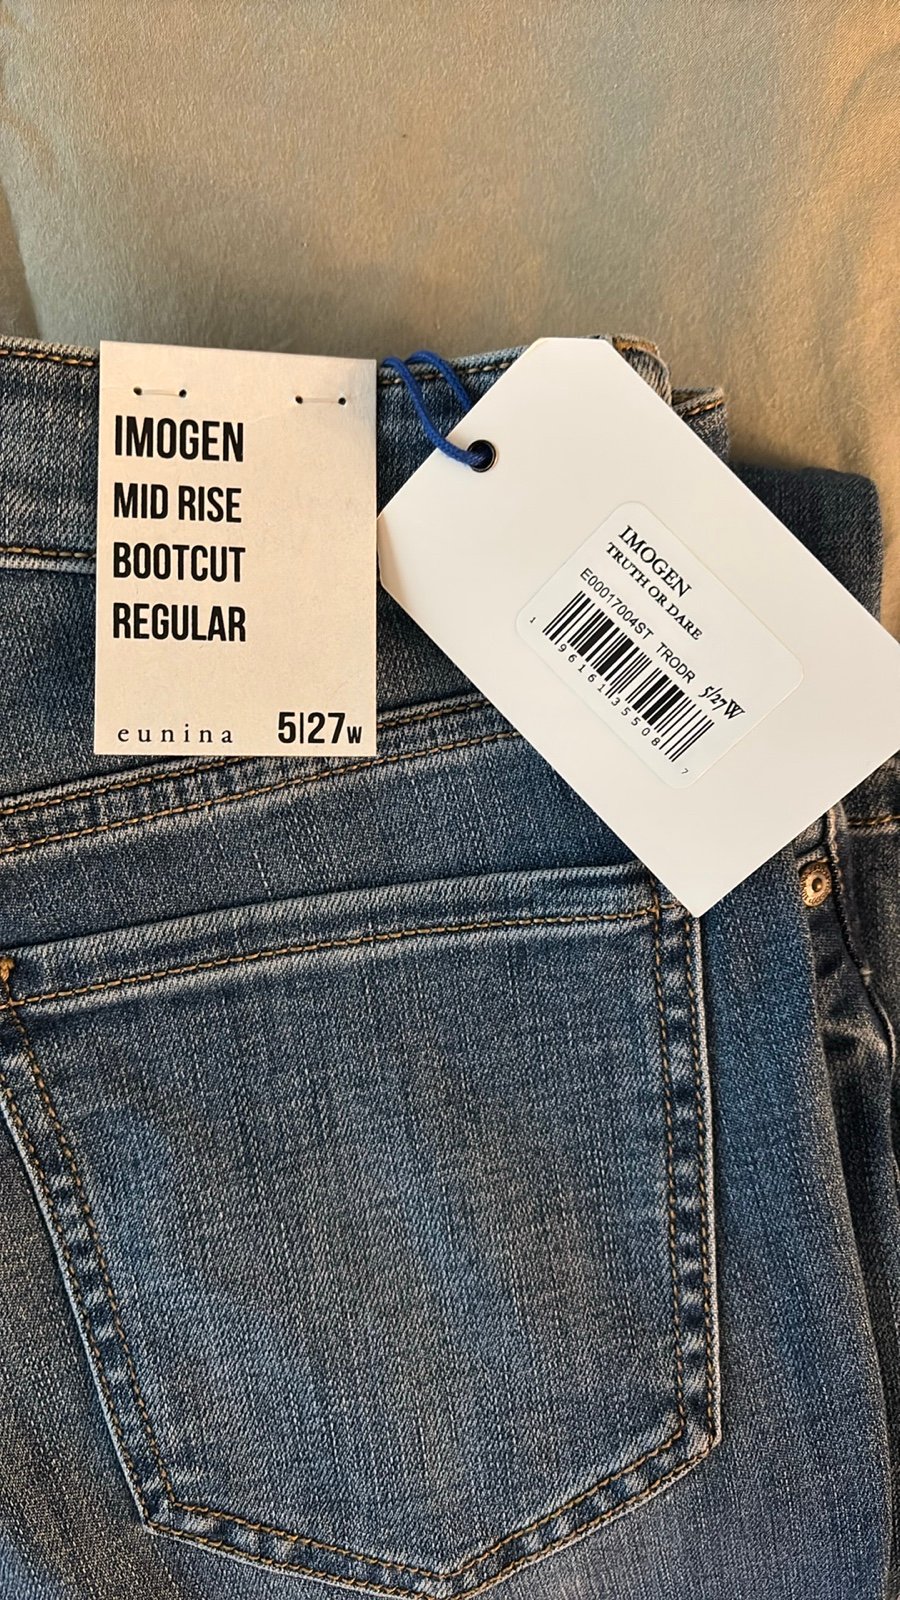 IMOGEN
MID RISE
BOOTCUT
REGULAR
eunina 5|27W
IMOGEN
TRUTH OR DARE
E00017004ST TRODR 5/27W
1 96161 35508 7